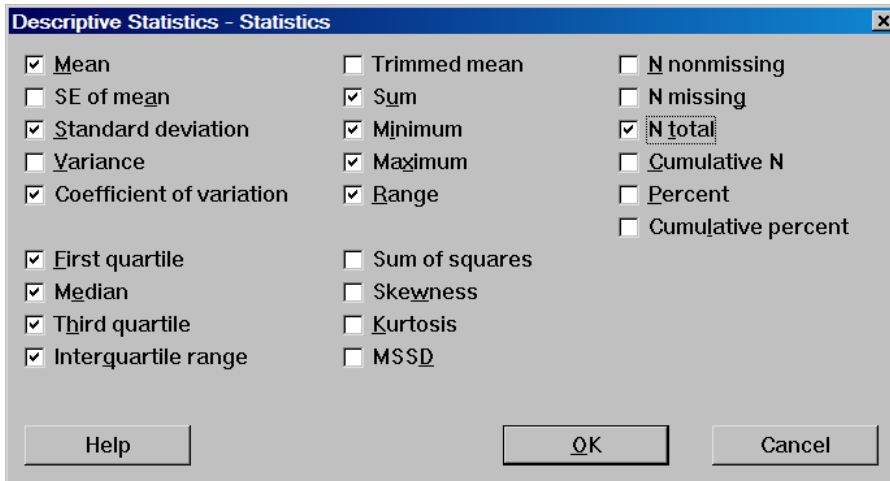 Descriptive Statistics - Statistics
Mean
SE of mean
Standard deviation
Variance
Coefficient of variation
First quartile
Median
Third quartile
Interquartile range
Trimmed mean
Sum
Minimum
Maximum
Range
Sum of squares
Skewness
Kurtosis
MSSD
N nonmissing
N missing
N total
Cumulative N
Percent
Cumulative percent
Help
OK
Cancel